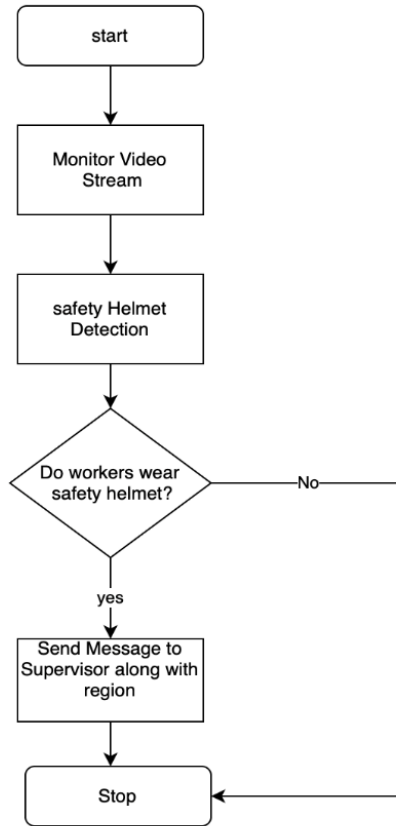 start
Monitor Video
Stream
safety Helmet
Detection
Do workers wear
safety helmet?
No
yes
Send Message to
Supervisor along with
region
Stop